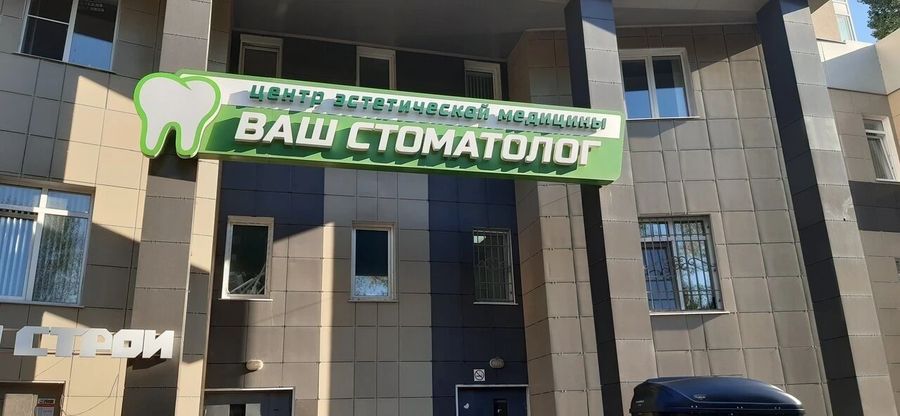 центр эстетической медицины
ВАШ СТОМАТОЛОГ
СТРОЙ